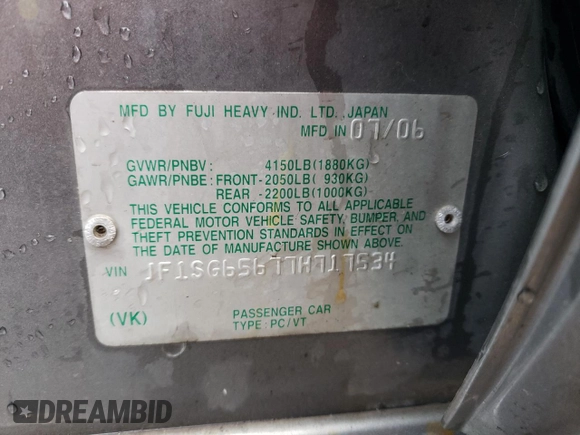 MFD BY FUJI HEAVY IND. LTD. JAPAN
MFD IN 07/06
GVWR/PNBV: 4150LB(1880KG)
GAWR/PNBE: FRONT-2050LB( 930KG)
REAR -2200LB(1000KG)
THIS VEHICLE CONFORMS TO ALL APPLICABLE
FEDERAL MOTOR VEHICLE SAFETY, BUMPER, AND
THEFT PREVENTION STANDARDS IN EFFECT ON
THE DATE OF MANUFACTURE SHOWN ABOVE.
VIN JF1SG65677H717534
(VK) PASSENGER CAR
TYPE: PC/VT
DREAMBID